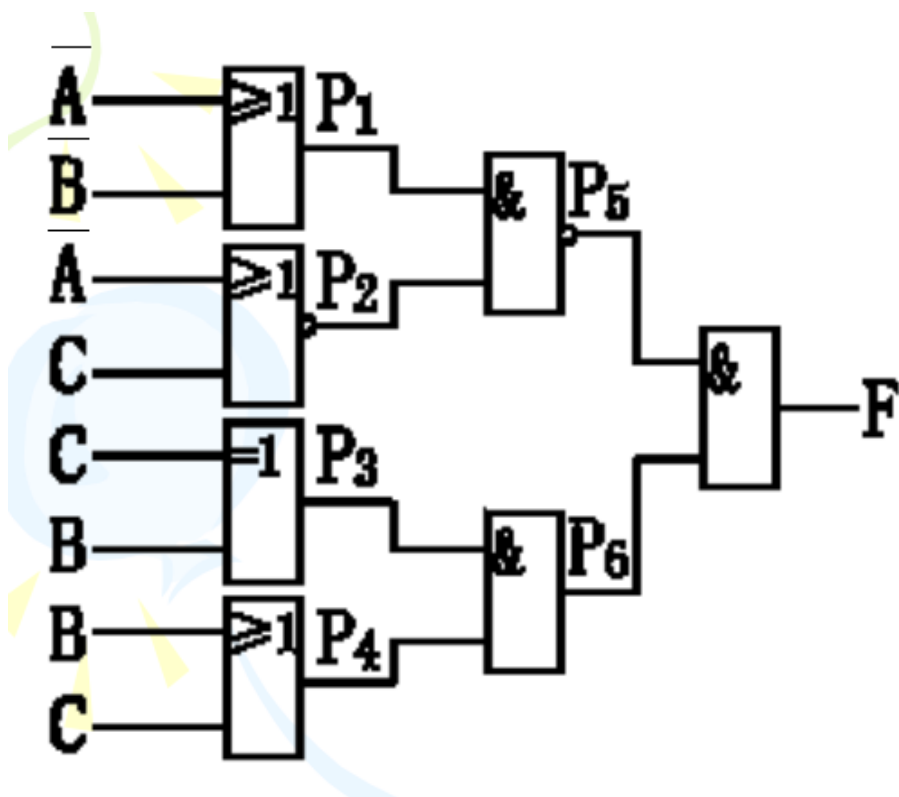 A̅ ≥1 P₁
B̅ & P₅
A̅ ≥1 P₂
C & F
C =1 P₃
B & P₆
B ≥1 P₄
C